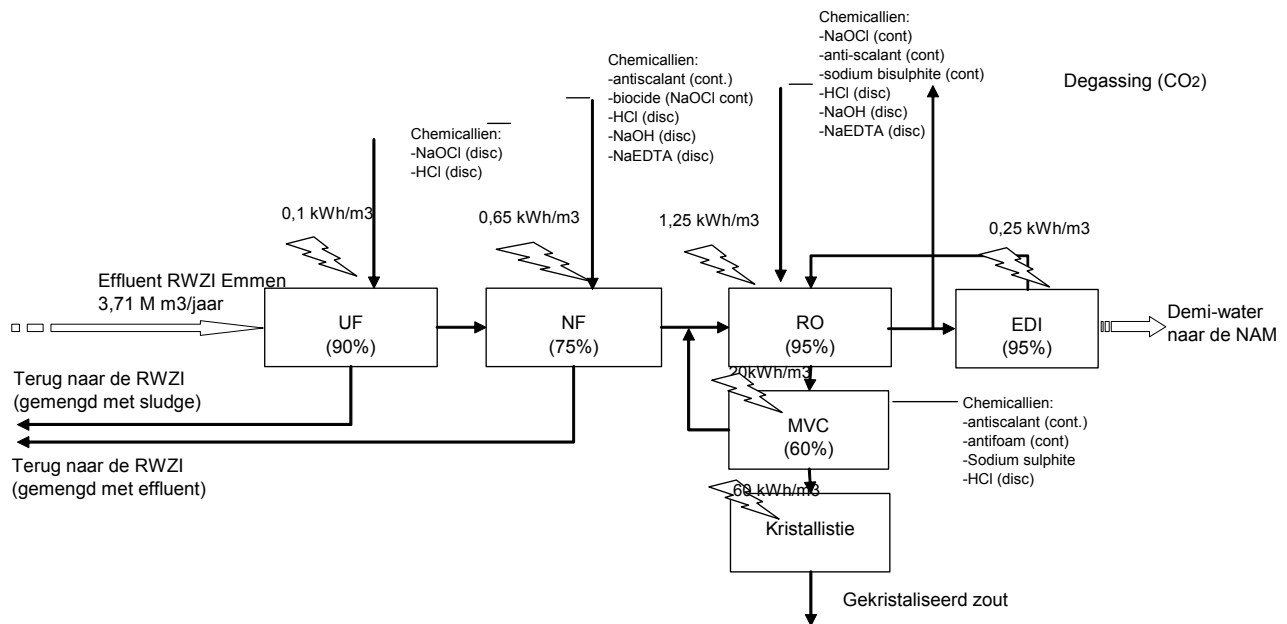 Chemicallien:
-NaOCl (disc)
-HCl (disc)
Chemicallien:
-antiscalant (cont.)
-biocide (NaOCl cont)
-HCl (disc)
-NaOH (disc)
-NaEDTA (disc)
Chemicallien:
-NaOCl (cont)
-anti-scalant (cont)
-sodium bisulphite (cont)
-HCl (disc)
-NaOH (disc)
-NaEDTA (disc)
Degassing (CO2)
0,1 kWh/m3
0,65 kWh/m3
1,25 kWh/m3
0,25 kWh/m3
Effluent RWZI Emmen
3,71 M m3/jaar
UF
(90%)
NF
(75%)
RO
(95%)
EDI
(95%)
Demi-water
naar de NAM
Terug naar de RWZI
(gemengd met sludge)
Terug naar de RWZI
(gemengd met effluent)
20kWh/m3
MVC
(60%)
Chemicallien:
-antiscalant (cont.)
-antifoam (cont)
-Sodium sulphite
-HCl (disc)
60 kWh/m3
Kristallistie
Gekristaliseerd zout